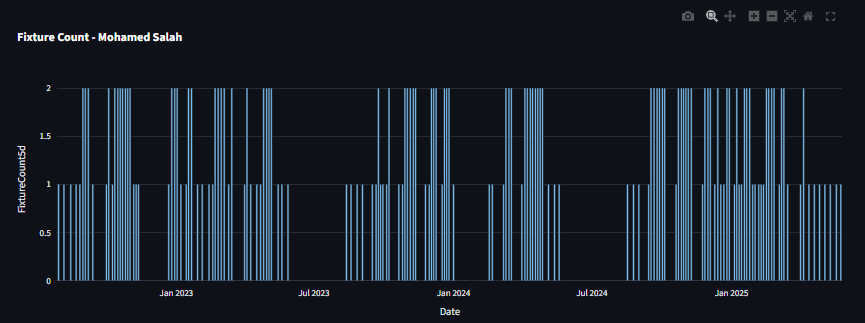 Fixture Count - Mohamed Salah
FixtureCount5d
2
1.5
1
0.5
0
Jan 2023
Jul 2023
Jan 2024
Jul 2024
Jan 2025
Date